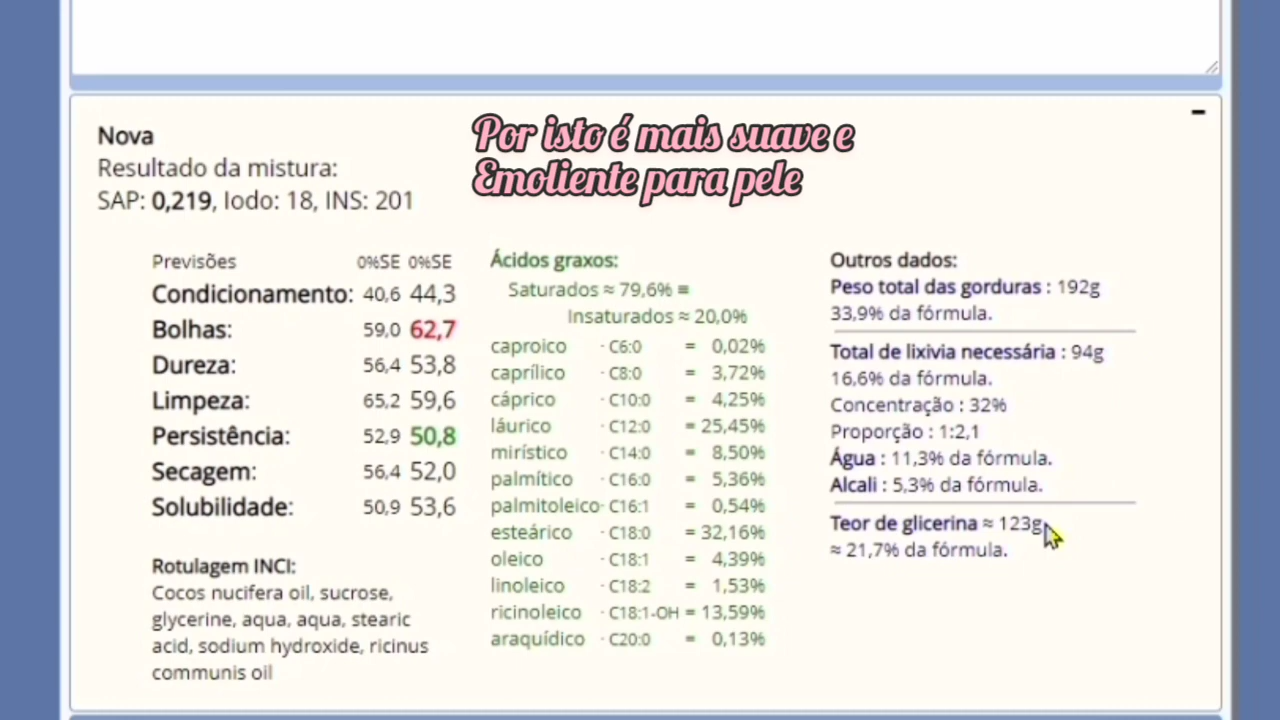 Por isto é mais suave e
Emoliente para pele
Nova
Resultado da mistura:
SAP: 0,219, Iodo: 18, INS: 201
Previsões 0%SE 0%SE
Condicionamento: 40,6 44,3
Bolhas: 59,0 62,7
Dureza: 56,4 53,8
Limpeza: 65,2 59,6
Persistência: 52,9 50,8
Secagem: 56,4 52,0
Solubilidade: 50,9 53,6
Rotulagem INCI:
Cocos nucifera oil, sucrose,
glycerine, aqua, aqua, stearic
acid, sodium hydroxide, ricinus
communis oil
Ácidos graxos:
Saturados ≈ 79,6% ≡
Insaturados ≈ 20,0%
caproico · C6:0 = 0,02%
caprílico · C8:0 = 3,72%
cáprico · C10:0 = 4,25%
láurico · C12:0 = 25,45%
mirístico · C14:0 = 8,50%
palmítico · C16:0 = 5,36%
palmitoleico · C16:1 = 0,54%
esteárico · C18:0 = 32,16%
oleico · C18:1 = 4,39%
linoleico · C18:2 = 1,53%
ricinoleico · C18:1-OH = 13,59%
araquídico · C20:0 = 0,13%
Outros dados:
Peso total das gorduras : 192g
33,9% da fórmula.
Total de lixivia necessária : 94g
16,6% da fórmula.
Concentração : 32%
Proporção : 1:2,1
Água : 11,3% da fórmula.
Alcali : 5,3% da fórmula.
Teor de glicerina ≈ 123g
≈ 21,7% da fórmula.